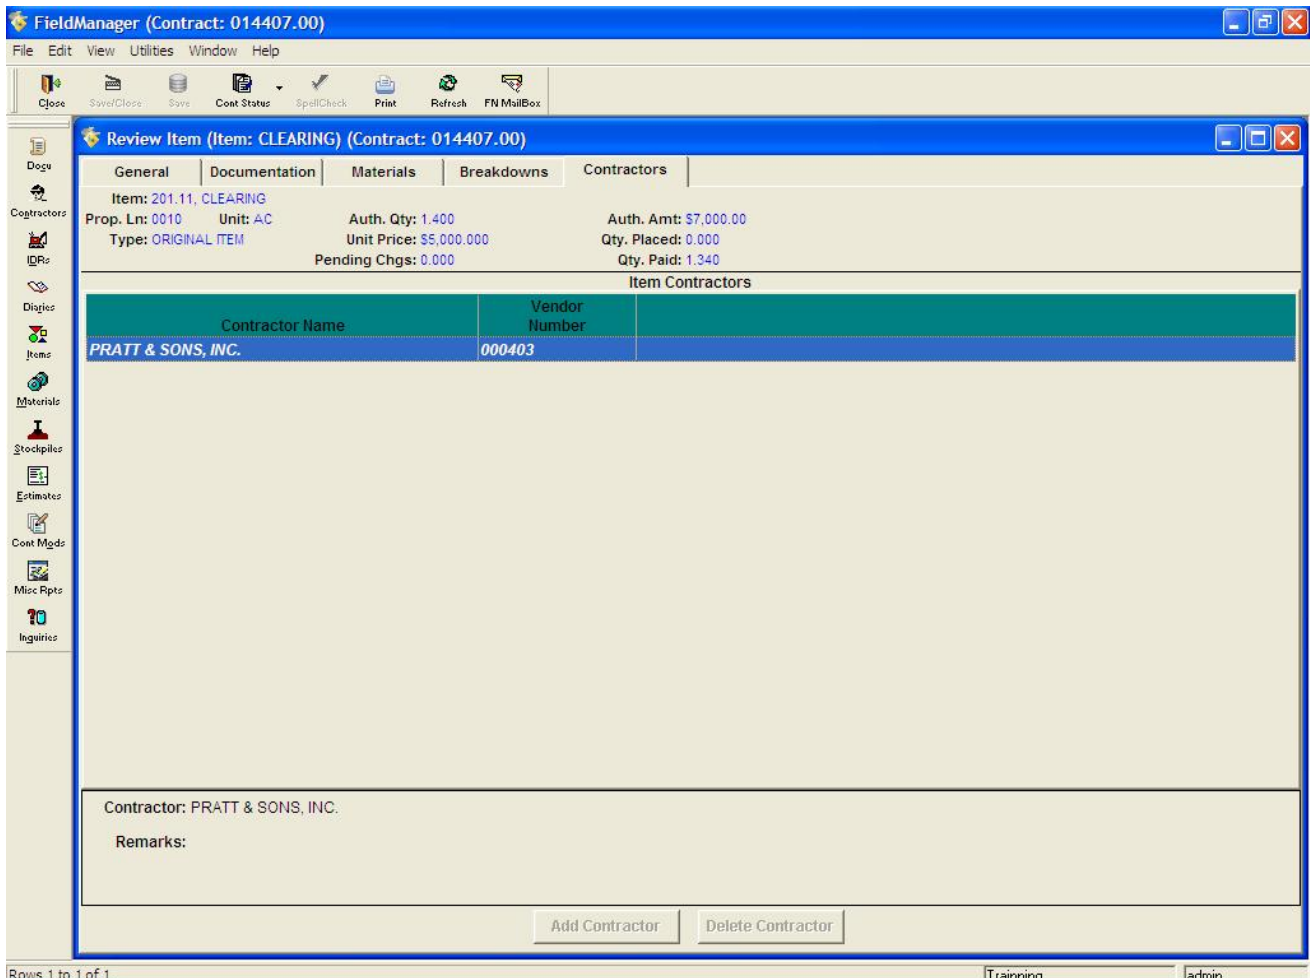 FieldManager (Contract: 014407.00)
File Edit View Utilities Window Help
Close Save/Close Save Cont Status SpellCheck Print Refresh FN MailBox
Review Item (Item: CLEARING) (Contract: 014407.00)
General Documentation Materials Breakdowns Contractors
Item: 201.11, CLEARING
Prop. Ln: 0010 Unit: AC Auth. Qty: 1.400 Auth. Amt: $7,000.00
Type: ORIGINAL ITEM Unit Price: $5,000.000 Qty. Placed: 0.000
Pending Chgs: 0.000 Qty. Paid: 1.340
Item Contractors
Contractor Name Vendor Number
PRATT & SONS, INC. 000403
Docu
Contractors
IDRs
Diaries
Items
Materials
Stockpiles
Estimates
Cont Mods
Misc Rpts
Inquiries
Contractor: PRATT & SONS, INC.
Remarks:
Add Contractor Delete Contractor
Rows 1 to 1 of 1 Trainning admin